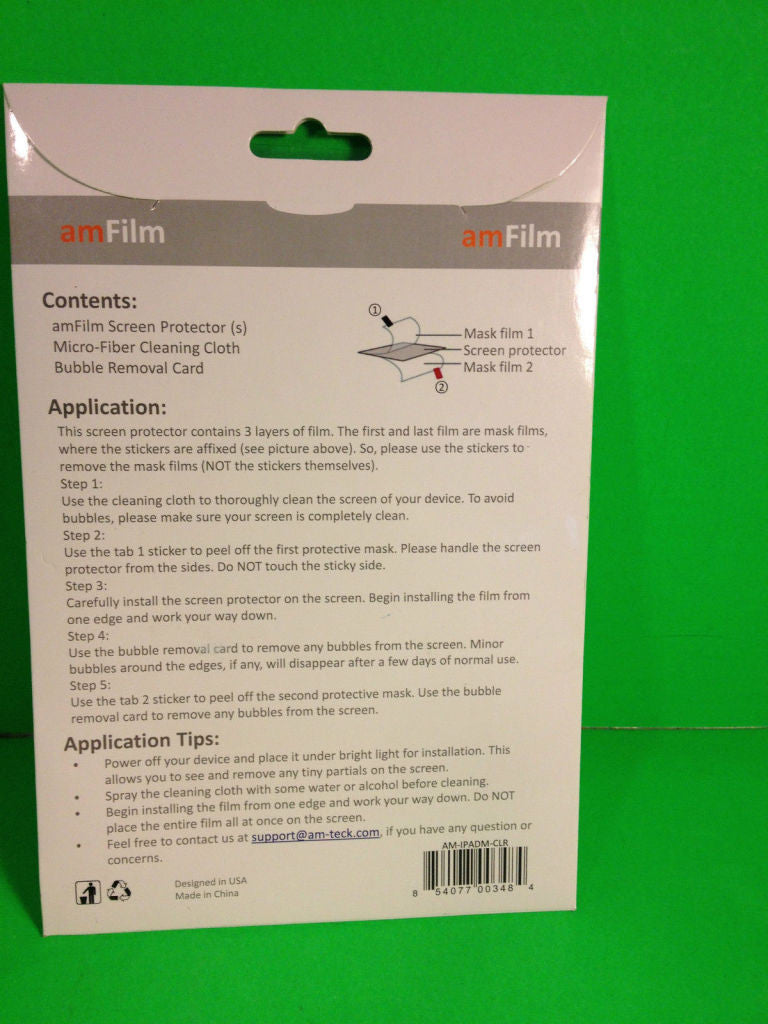 amFilm
amFilm
Contents:
amFilm Screen Protector (s)
Micro-Fiber Cleaning Cloth
Bubble Removal Card
①
Mask film 1
Screen protector
Mask film 2
②
Application:
This screen protector contains 3 layers of film. The first and last film are mask films,
where the stickers are affixed (see picture above). So, please use the stickers to
remove the mask films (NOT the stickers themselves).
Step 1:
Use the cleaning cloth to thoroughly clean the screen of your device. To avoid
bubbles, please make sure your screen is completely clean.
Step 2:
Use the tab 1 sticker to peel off the first protective mask. Please handle the screen
protector from the sides. Do NOT touch the sticky side.
Step 3:
Carefully install the screen protector on the screen. Begin installing the film from
one edge and work your way down.
Step 4:
Use the bubble removal card to remove any bubbles from the screen. Minor
bubbles around the edges, if any, will disappear after a few days of normal use.
Step 5:
Use the tab 2 sticker to peel off the second protective mask. Use the bubble
removal card to remove any bubbles from the screen.
Application Tips:
• Power off your device and place it under bright light for installation. This
allows you to see and remove any tiny partials on the screen.
• Spray the cleaning cloth with some water or alcohol before cleaning.
• Begin installing the film from one edge and work your way down. Do NOT
place the entire film all at once on the screen.
• Feel free to contact us at support@am-teck.com, if you have any question or
concerns.
Designed in USA
Made in China
AM-IPADM-CLR
8 54077 00348 4